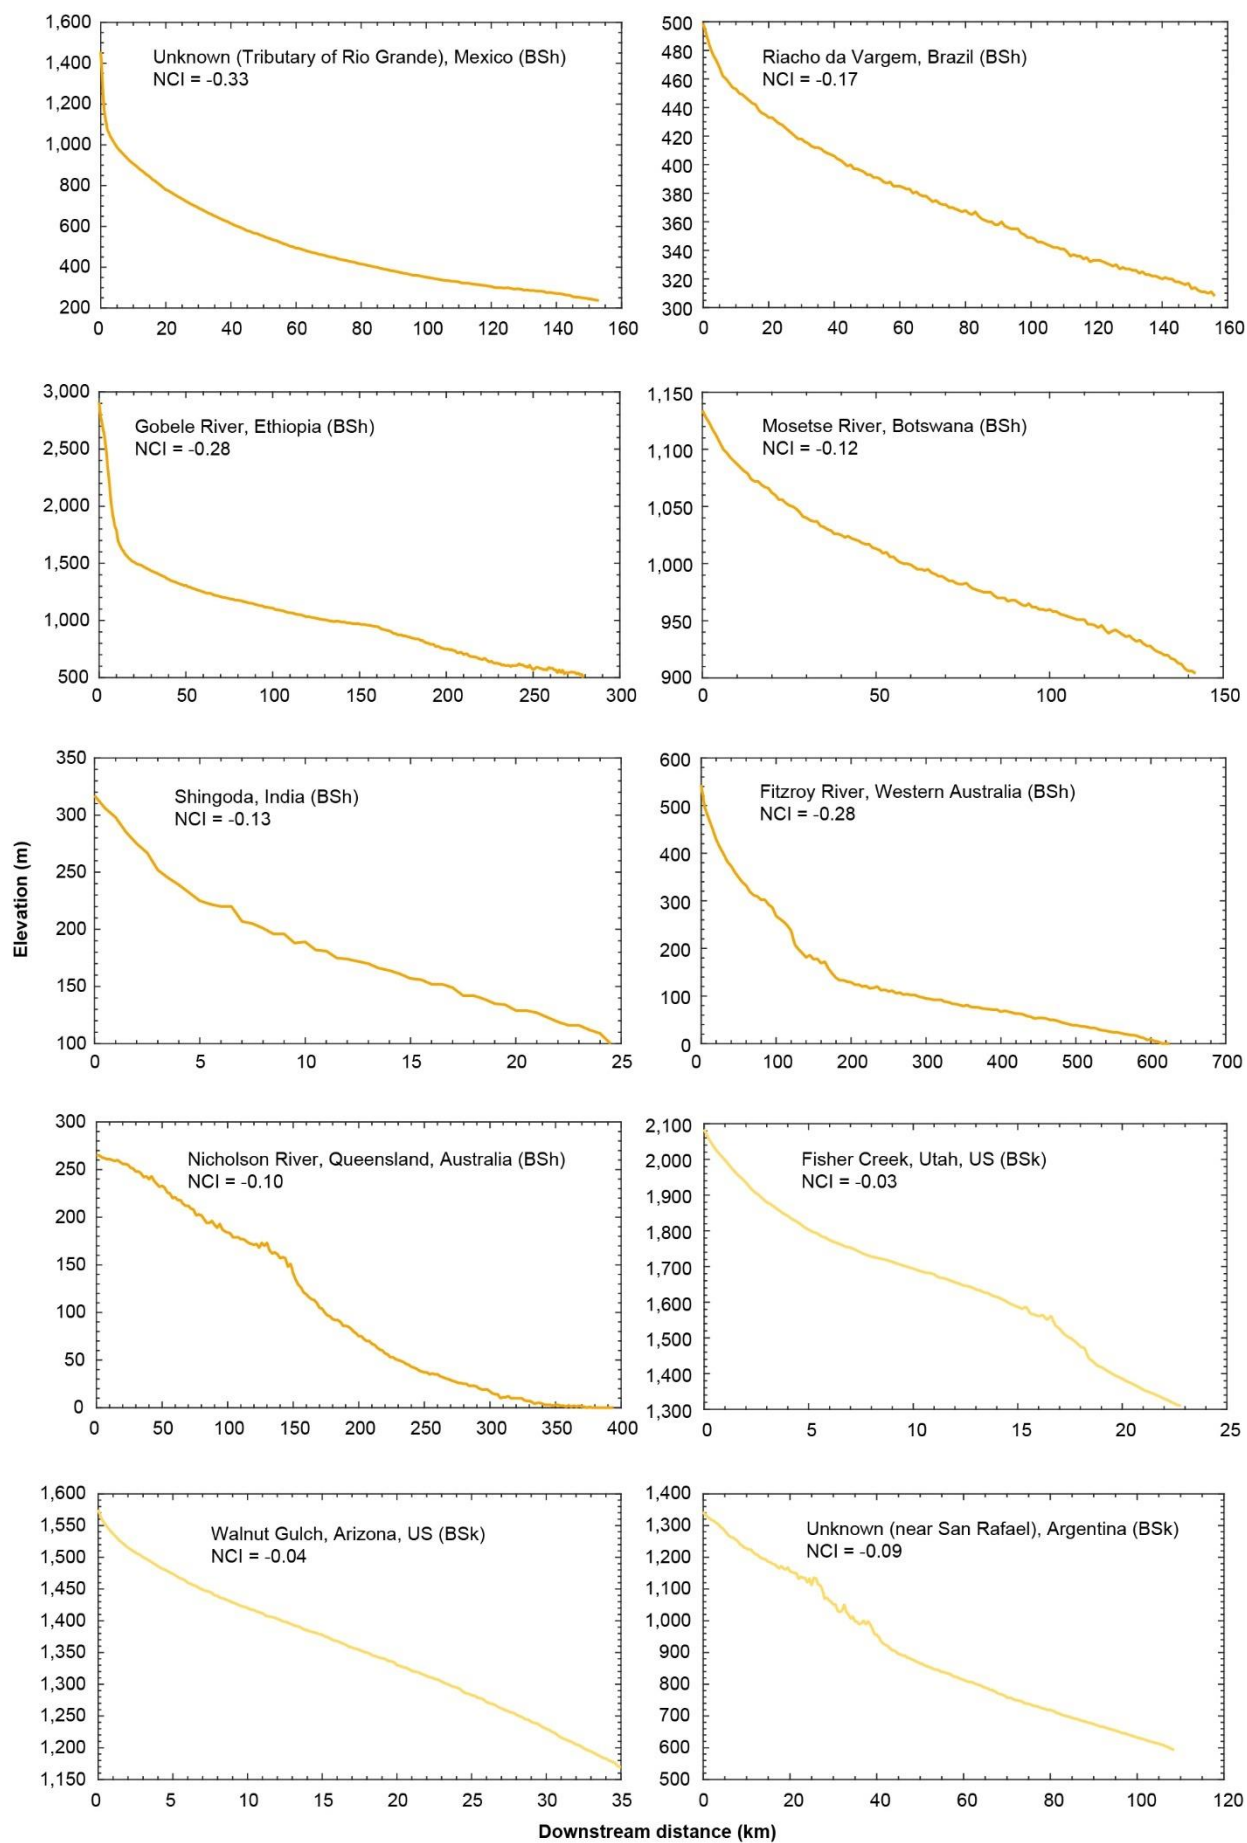 1,600
1,400
1,200
1,000
800
600
400
200
0 20 40 60 80 100 120 140 160
Unknown (Tributary of Rio Grande), Mexico (BSh)
NCI = -0.33
500
480
460
440
420
400
380
360
340
320
300
0 20 40 60 80 100 120 140 160
Riacho da Vargem, Brazil (BSh)
NCI = -0.17
3,000
2,500
2,000
1,500
1,000
500
0 50 100 150 200 250 300
Gobele River, Ethiopia (BSh)
NCI = -0.28
1,150
1,100
1,050
1,000
950
900
0 50 100 150
Mosetse River, Botswana (BSh)
NCI = -0.12
Elevation (m)
350
300
250
200
150
100
0 5 10 15 20 25
Shingoda, India (BSh)
NCI = -0.13
600
500
400
300
200
100
0
100 200 300 400 500 600 700
Fitzroy River, Western Australia (BSh)
NCI = -0.28
300
250
200
150
100
50
0
0 50 100 150 200 250 300 350 400
Nicholson River, Queensland, Australia (BSh)
NCI = -0.10
2,100
2,000
1,900
1,800
1,700
1,600
1,500
1,400
1,300
0 5 10 15 20 25
Fisher Creek, Utah, US (BSk)
NCI = -0.03
1,600
1,550
1,500
1,450
1,400
1,350
1,300
1,250
1,200
1,150
0 5 10 15 20 25 30 35
Walnut Gulch, Arizona, US (BSk)
NCI = -0.04
1,400
1,300
1,200
1,100
1,000
900
800
700
600
500
0 20 40 60 80 100 120
Unknown (near San Rafael), Argentina (BSk)
NCI = -0.09
Downstream distance (km)